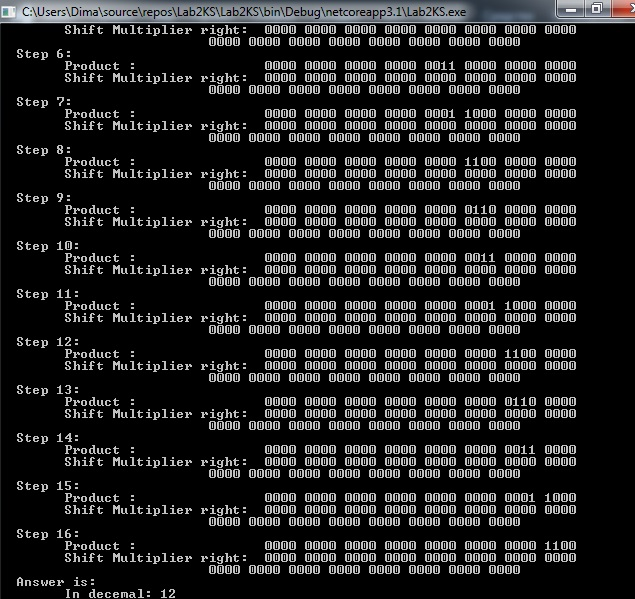 C:\Users\Dima\source\repos\Lab2KS\Lab2KS\bin\Debug\netcoreapp3.1\Lab2KS.exe
Shift Multiplier right: 0000 0000 0000 0000 0000 0000 0000 0000
0000 0000 0000 0000 0000 0000 0000 0000
Step 6:
Product : 0000 0000 0000 0000 0011 0000 0000 0000
Shift Multiplier right: 0000 0000 0000 0000 0000 0000 0000 0000
0000 0000 0000 0000 0000 0000 0000 0000
Step 7:
Product : 0000 0000 0000 0000 0001 1000 0000 0000
Shift Multiplier right: 0000 0000 0000 0000 0000 0000 0000 0000
0000 0000 0000 0000 0000 0000 0000 0000
Step 8:
Product : 0000 0000 0000 0000 0000 1100 0000 0000
Shift Multiplier right: 0000 0000 0000 0000 0000 0000 0000 0000
0000 0000 0000 0000 0000 0000 0000 0000
Step 9:
Product : 0000 0000 0000 0000 0000 0110 0000 0000
Shift Multiplier right: 0000 0000 0000 0000 0000 0000 0000 0000
0000 0000 0000 0000 0000 0000 0000 0000
Step 10:
Product : 0000 0000 0000 0000 0000 0011 0000 0000
Shift Multiplier right: 0000 0000 0000 0000 0000 0000 0000 0000
0000 0000 0000 0000 0000 0000 0000 0000
Step 11:
Product : 0000 0000 0000 0000 0000 0001 1000 0000
Shift Multiplier right: 0000 0000 0000 0000 0000 0000 0000 0000
0000 0000 0000 0000 0000 0000 0000 0000
Step 12:
Product : 0000 0000 0000 0000 0000 0000 1100 0000
Shift Multiplier right: 0000 0000 0000 0000 0000 0000 0000 0000
0000 0000 0000 0000 0000 0000 0000 0000
Step 13:
Product : 0000 0000 0000 0000 0000 0000 0110 0000
Shift Multiplier right: 0000 0000 0000 0000 0000 0000 0000 0000
0000 0000 0000 0000 0000 0000 0000 0000
Step 14:
Product : 0000 0000 0000 0000 0000 0000 0011 0000
Shift Multiplier right: 0000 0000 0000 0000 0000 0000 0000 0000
0000 0000 0000 0000 0000 0000 0000 0000
Step 15:
Product : 0000 0000 0000 0000 0000 0000 0001 1000
Shift Multiplier right: 0000 0000 0000 0000 0000 0000 0000 0000
0000 0000 0000 0000 0000 0000 0000 0000
Step 16:
Product : 0000 0000 0000 0000 0000 0000 0000 1100
Shift Multiplier right: 0000 0000 0000 0000 0000 0000 0000 0000
0000 0000 0000 0000 0000 0000 0000 0000
Answer is:
In decemal: 12